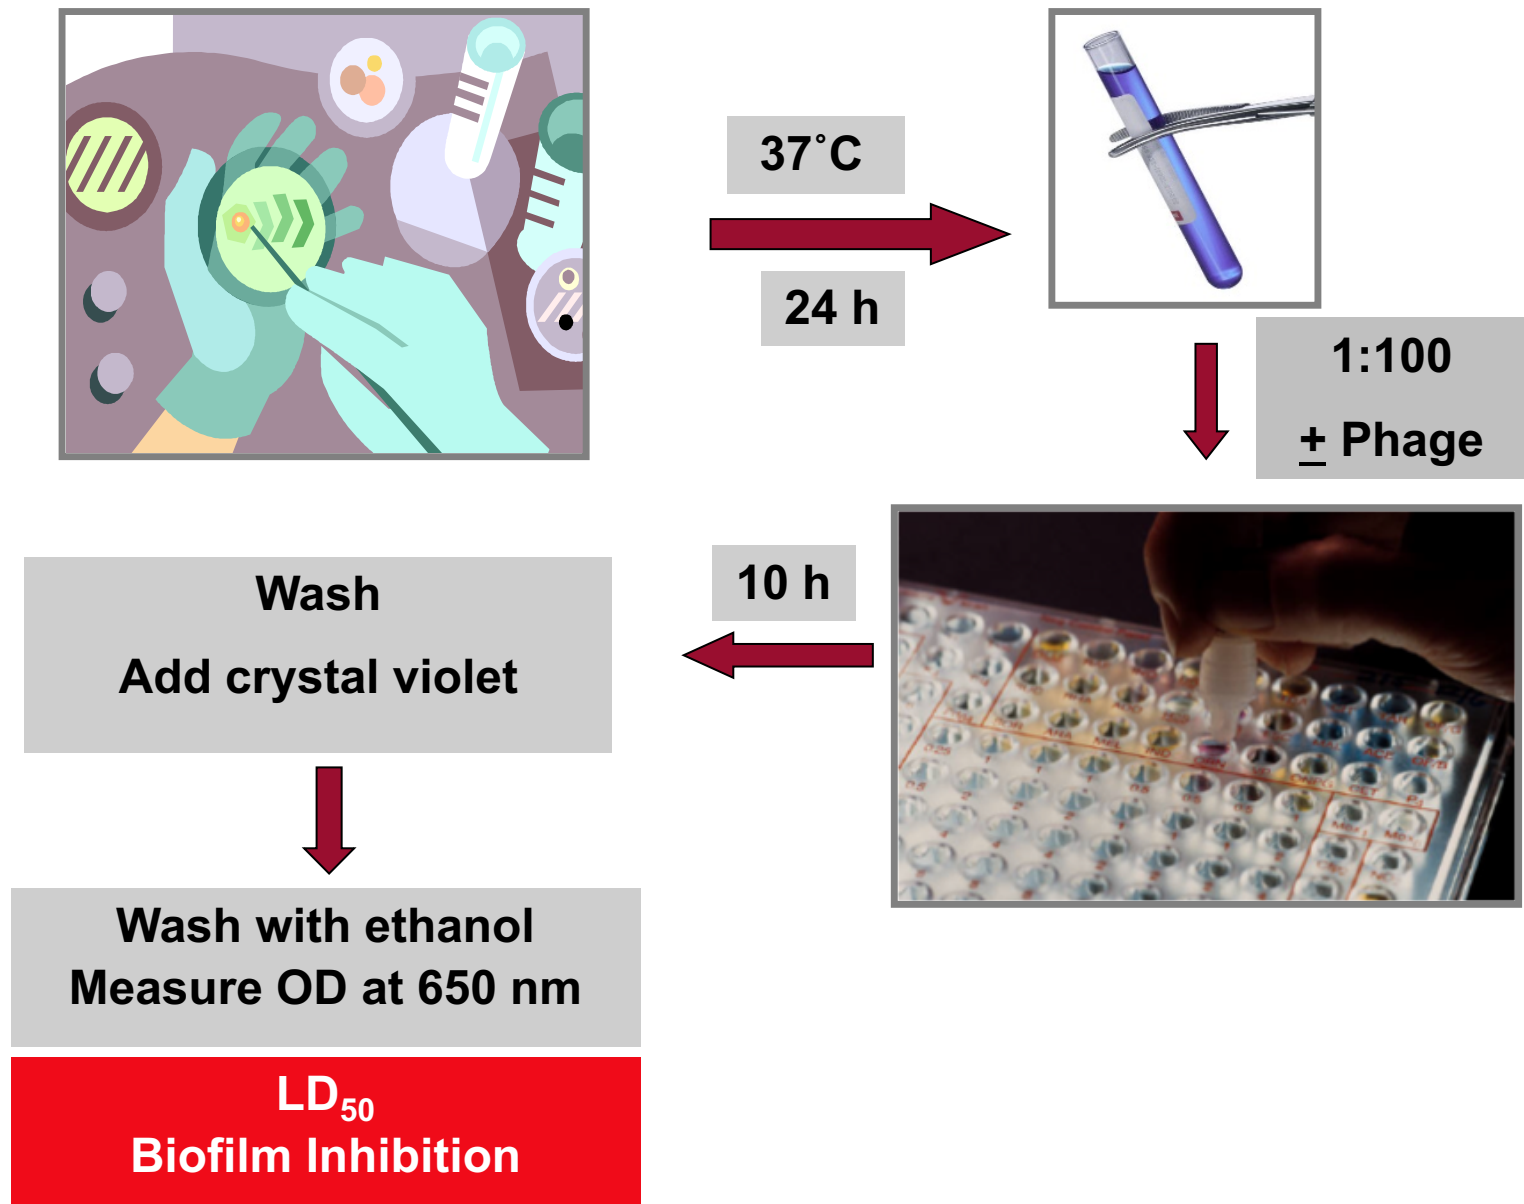 37˚C
24 h
1:100
+ Phage
10 h
Wash
Add crystal violet
Wash with ethanol
Measure OD at 650 nm
LD50
Biofilm Inhibition